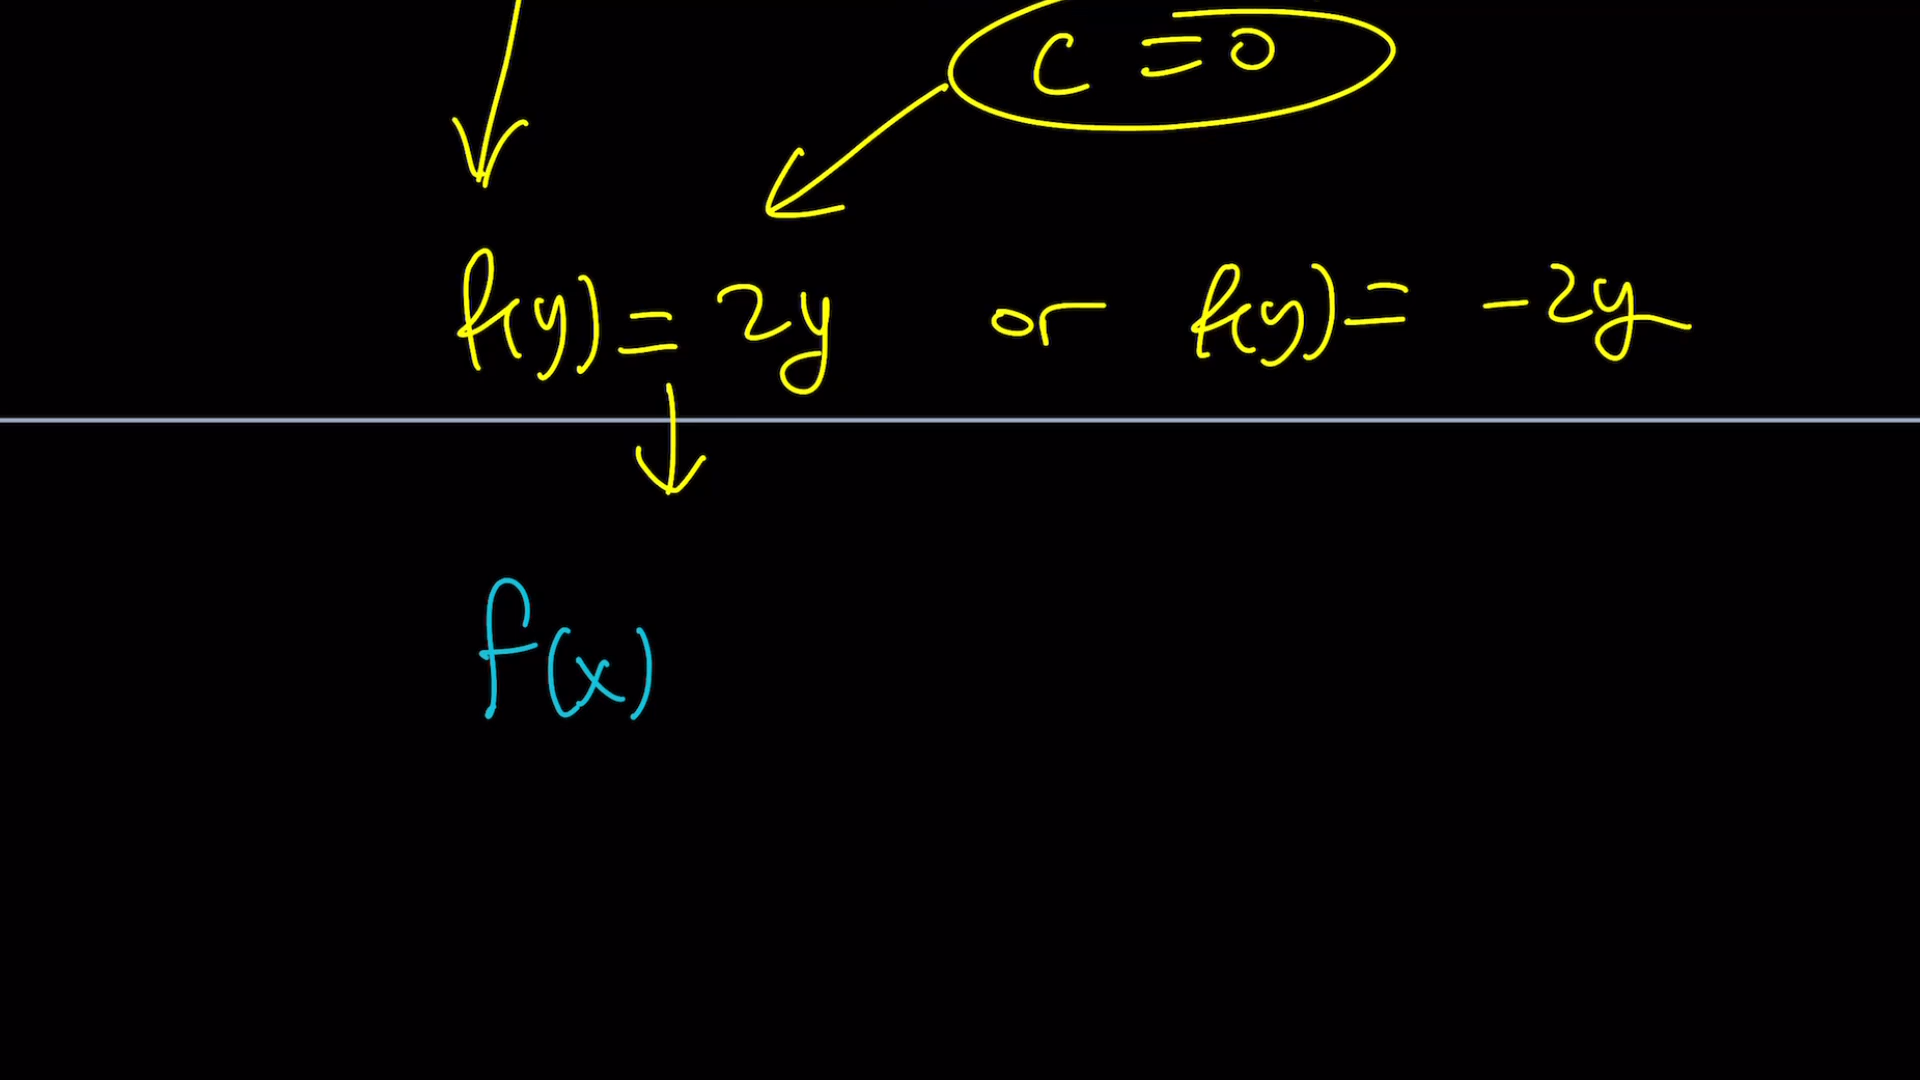 c = 0
f(y) = 2y or f(y) = -2y
f(x)